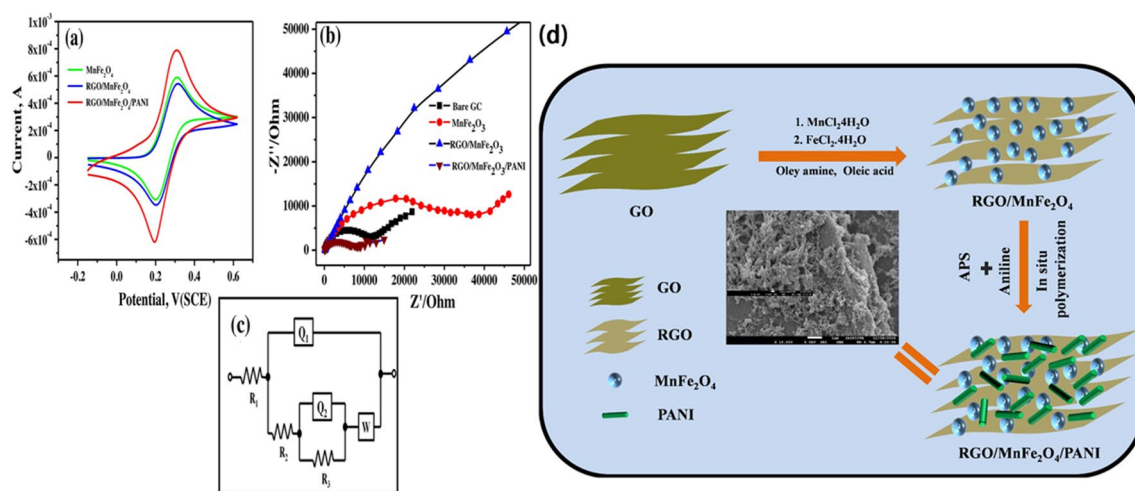 (a)
1x10⁻³
8x10⁻⁴
6x10⁻⁴
4x10⁻⁴
2x10⁻⁴
0
-2x10⁻⁴
-4x10⁻⁴
-6x10⁻⁴
Current, A
MnFe₂O₄
RGO/MnFe₂O₄
RGO/MnFe₂O₄/PANI
-0.2 0.0 0.2 0.4 0.6
Potential, V(SCE)
(b)
50000
40000
30000
20000
10000
0
-Z''/Ohm
Bare GC
MnFe₂O₃
RGO/MnFe₂O₃
RGO/MnFe₂O₃/PANI
0 10000 20000 30000 40000 50000
Z'/Ohm
(c)
Q₁
R₁
Q₂
W
R₂
R₃
(d)
GO
1. MnCl₂4H₂O
2. FeCl₂.4H₂O
Oley amine, Oleic acid
RGO/MnFe₂O₄
APS
+
Aniline
In situ
polymerization
GO
RGO
MnFe₂O₄
PANI
RGO/MnFe₂O₄/PANI